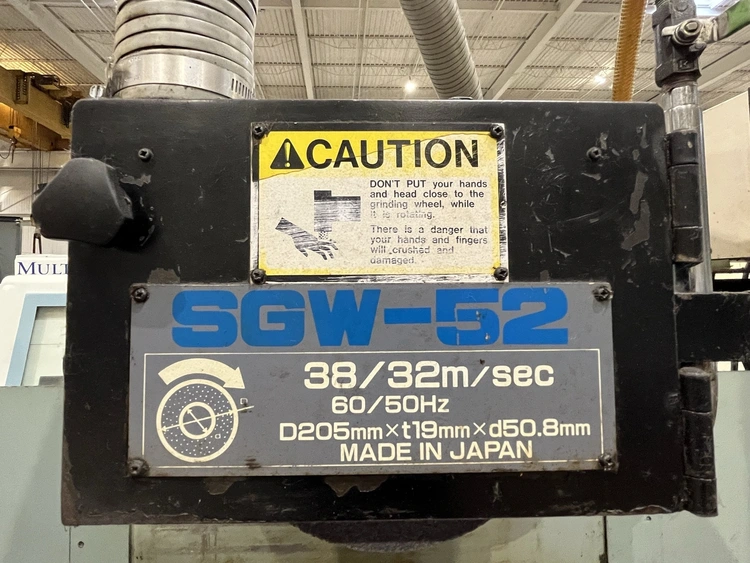 CAUTION
DON'T PUT your hands
and head close to the
grinding wheel, while
it is rotating.
There is a danger that
your hands and fingers
will crushed and
damaged.
MULT
SGW-52
38/32m/sec
60/50Hz
D205mm×t19mm×d50.8mm
MADE IN JAPAN